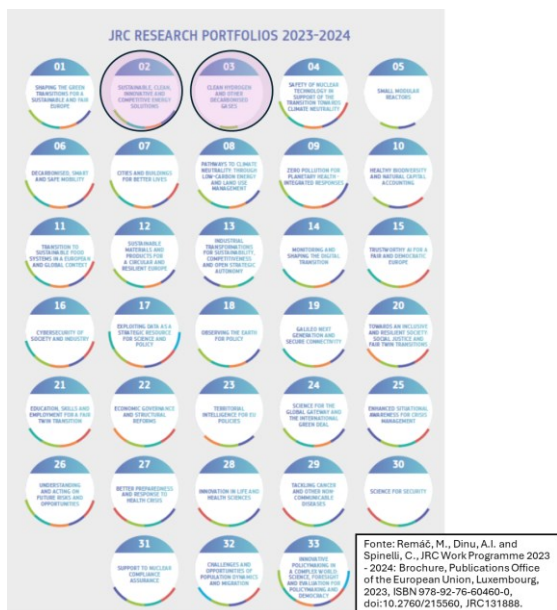 JRC RESEARCH PORTFOLIOS 2023-2024
01
SHAPING THE GREEN
TRANSITIONS FOR A
SUSTAINABLE AND FAIR
EUROPE
02
SUSTAINABLE, CLEAN,
INNOVATIVE AND
COMPETITIVE ENERGY
SOLUTIONS
03
CLEAN HYDROGEN
AND OTHER
DECARBONISED
GASES
04
SAFETY OF NUCLEAR
TECHNOLOGY IN
SUPPORT OF THE
TRANSITION TOWARDS
CLIMATE NEUTRALITY
05
SMALL MODULAR
REACTORS
06
DECARBONISED, SMART
AND SAFE MOBILITY
07
CITIES AND BUILDINGS
FOR BETTER LIVES
08
PATHWAYS TO CLIMATE
NEUTRALITY: THROUGH
LOW-CARBON ENERGY
AND LAND USE
MANAGEMENT
09
ZERO POLLUTION FOR
PLANETARY HEALTH -
INTEGRATED RESPONSES
10
HEALTHY BIODIVERSITY
AND NATURAL CAPITAL
ACCOUNTING
11
TRANSITION TO
SUSTAINABLE FOOD
SYSTEMS IN A EUROPEAN
AND GLOBAL CONTEXT
12
SUSTAINABLE
MATERIALS AND
PRODUCTS FOR A
CIRCULAR AND
RESILIENT EUROPE
13
INDUSTRIAL
TRANSFORMATIONS
FOR SUSTAINABILITY,
COMPETITIVENESS
AND OPEN STRATEGIC
AUTONOMY
14
MONITORING AND
SHAPING THE DIGITAL
TRANSITION
15
TRUSTWORTHY AI FOR A
FAIR AND DEMOCRATIC
EUROPE
16
CYBERSECURITY OF
SOCIETY AND INDUSTRY
17
EXPLOITING DATA AS A
STRATEGIC RESOURCE
FOR SCIENCE AND
POLICY
18
OBSERVING THE EARTH
FOR POLICY
19
GALILEO NEXT
GENERATION AND
SECURE CONNECTIVITY
20
TOWARDS AN INCLUSIVE
AND RESILIENT SOCIETY
SOCIAL JUSTICE AND
FAIR TWIN TRANSITIONS
21
EDUCATION, SKILLS AND
EMPLOYMENT FOR A FAIR
TWIN TRANSITION
22
ECONOMIC GOVERNANCE
AND STRUCTURAL
REFORMS
23
TERRITORIAL
INTELLIGENCE FOR EU
POLICIES
24
SCIENCE FOR
THE GLOBAL GATEWAY
AND THE INTERNATIONAL
GREEN DEAL
25
ENHANCED SITUATIONAL
AWARENESS FOR CRISIS
MANAGEMENT
26
UNDERSTANDING
AND ACTING ON
FUTURE RISKS AND
OPPORTUNITIES
27
BETTER PREPAREDNESS
AND RESPONSE TO
HEALTH CRISIS
28
INNOVATION IN LIFE AND
HEALTH SCIENCES
29
TACKLING CANCER
AND OTHER NON-
COMMUNICABLE
DISEASES
30
SCIENCE FOR SECURITY
31
SUPPORT TO NUCLEAR
COMPLIANCE
ASSURANCE
32
CHALLENGES AND
OPPORTUNITIES OF
POPULATION DYNAMICS
AND MIGRATION
33
INNOVATIVE
POLICYMAKING IN
A COMPLEX WORLD:
SCIENCE, FORESIGHT AND
EVALUATION FOR
POLICYMAKING AND
DEMOCRACY
Fonte: Remáč, M., Dinu, A.I. and
Spinelli, C., JRC Work Programme 2023
- 2024: Brochure, Publications Office
of the European Union, Luxembourg,
2023, ISBN 978-92-76-60460-0,
doi:10.2760/215560, JRC131888.